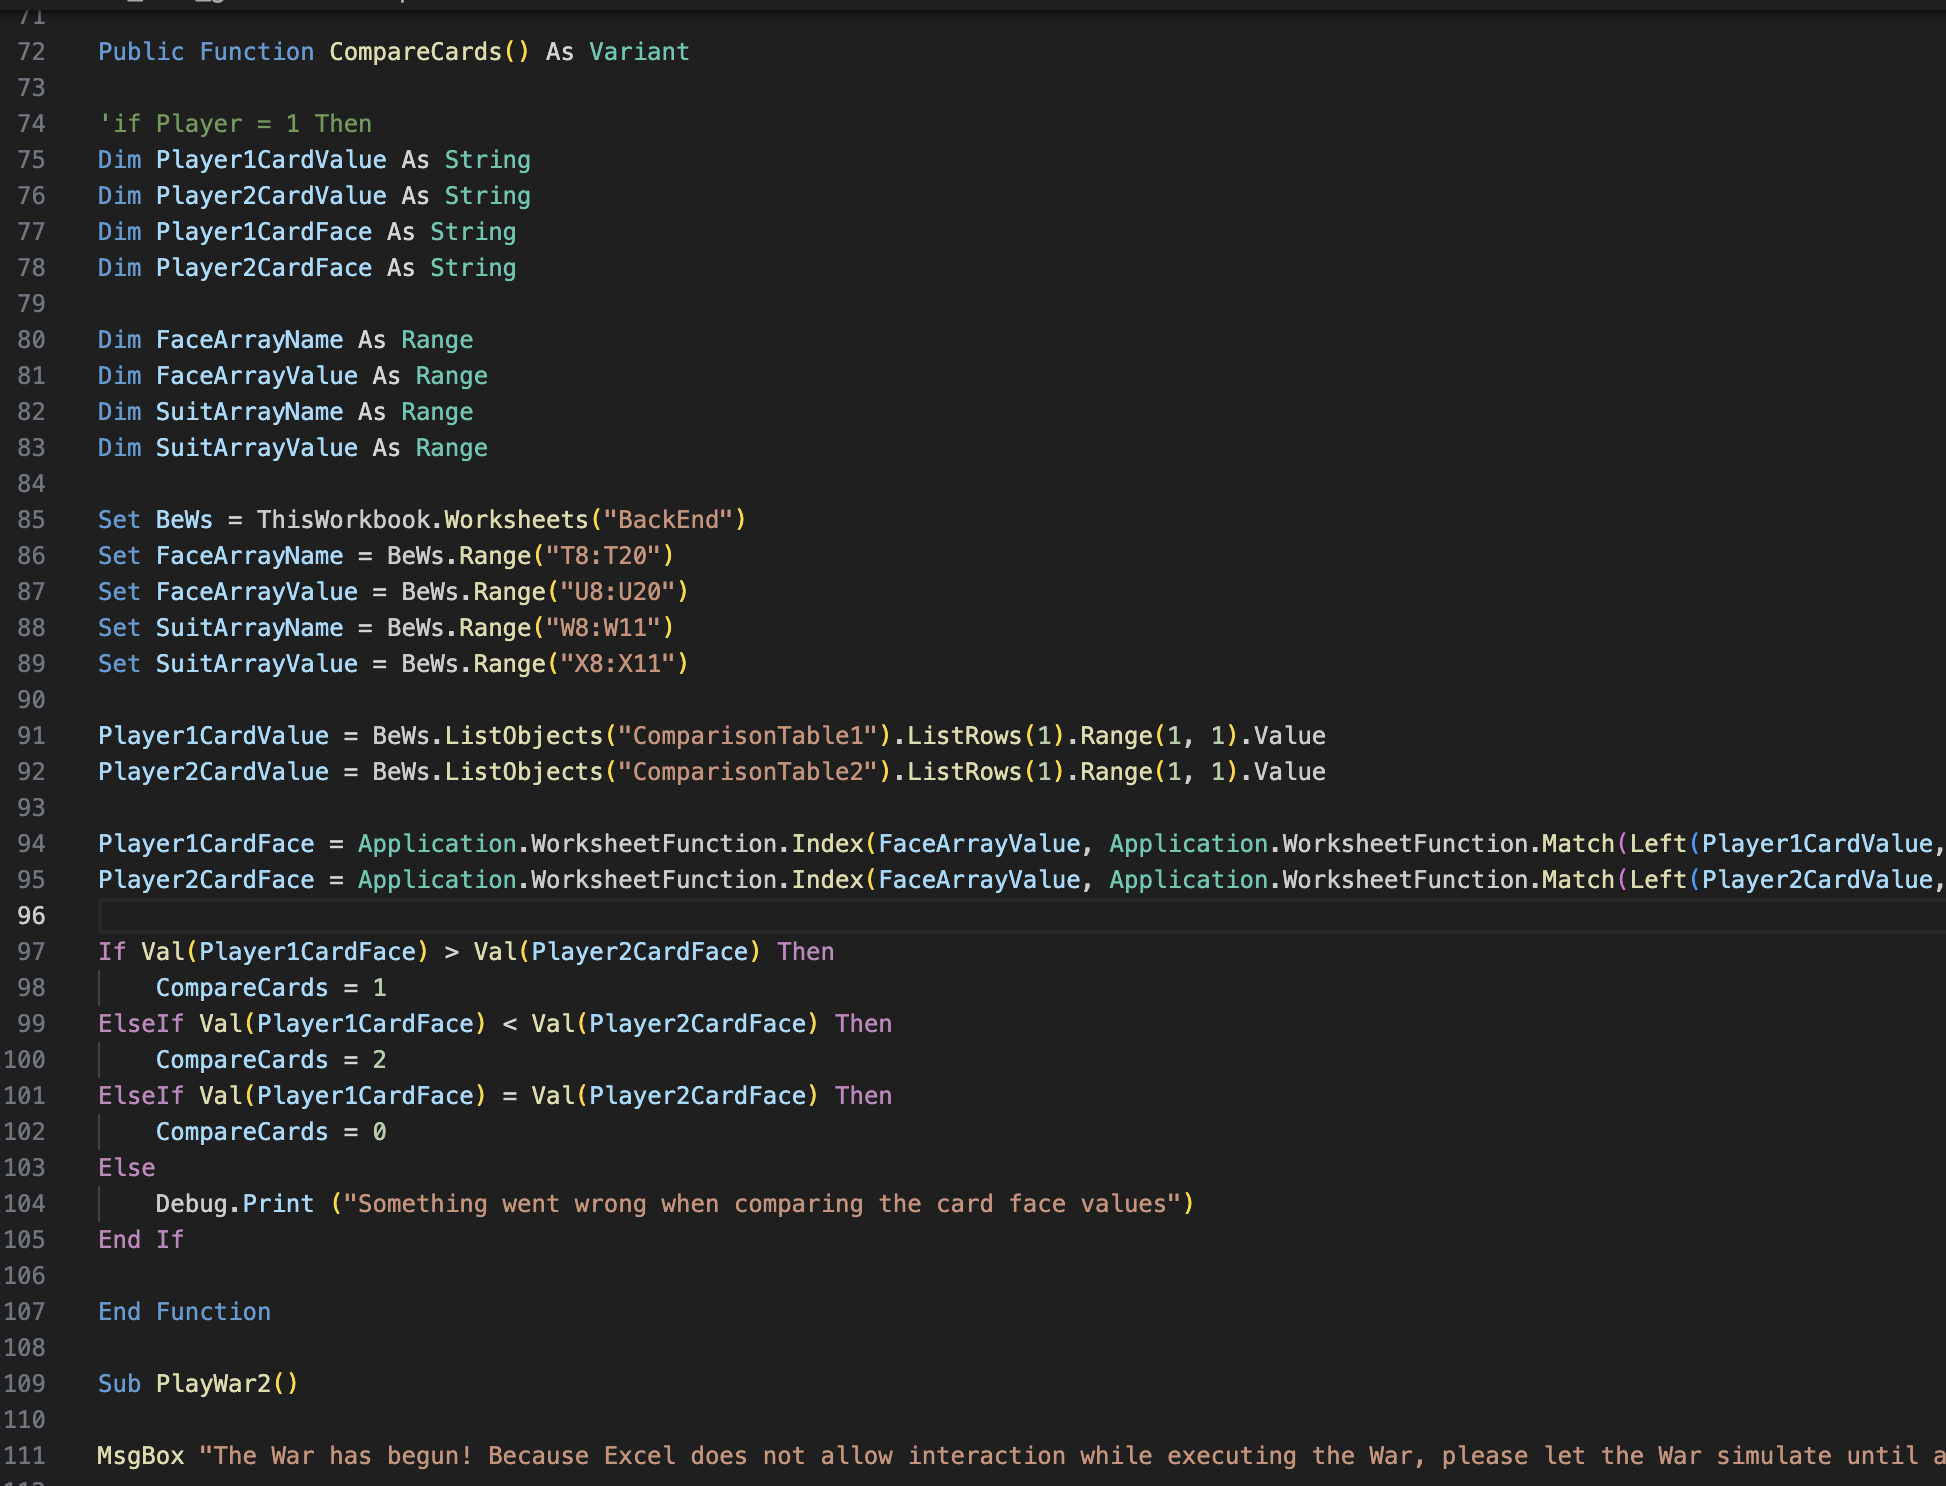 71
72 Public Function CompareCards() As Variant
73
74 'if Player = 1 Then
75 Dim Player1CardValue As String
76 Dim Player2CardValue As String
77 Dim Player1CardFace As String
78 Dim Player2CardFace As String
79
80 Dim FaceArrayName As Range
81 Dim FaceArrayValue As Range
82 Dim SuitArrayName As Range
83 Dim SuitArrayValue As Range
84
85 Set BeWs = ThisWorkbook.Worksheets("BackEnd")
86 Set FaceArrayName = BeWs.Range("T8:T20")
87 Set FaceArrayValue = BeWs.Range("U8:U20")
88 Set SuitArrayName = BeWs.Range("W8:W11")
89 Set SuitArrayValue = BeWs.Range("X8:X11")
90
91 Player1CardValue = BeWs.ListObjects("ComparisonTable1").ListRows(1).Range(1, 1).Value
92 Player2CardValue = BeWs.ListObjects("ComparisonTable2").ListRows(1).Range(1, 1).Value
93
94 Player1CardFace = Application.WorksheetFunction.Index(FaceArrayValue, Application.WorksheetFunction.Match(Left(Player1CardValue,
95 Player2CardFace = Application.WorksheetFunction.Index(FaceArrayValue, Application.WorksheetFunction.Match(Left(Player2CardValue,
96
97 If Val(Player1CardFace) > Val(Player2CardFace) Then
98 CompareCards = 1
99 ElseIf Val(Player1CardFace) < Val(Player2CardFace) Then
100 CompareCards = 2
101 ElseIf Val(Player1CardFace) = Val(Player2CardFace) Then
102 CompareCards = 0
103 Else
104 Debug.Print ("Something went wrong when comparing the card face values")
105 End If
106
107 End Function
108
109 Sub PlayWar2()
110
111 MsgBox "The War has begun! Because Excel does not allow interaction while executing the War, please let the War simulate until a